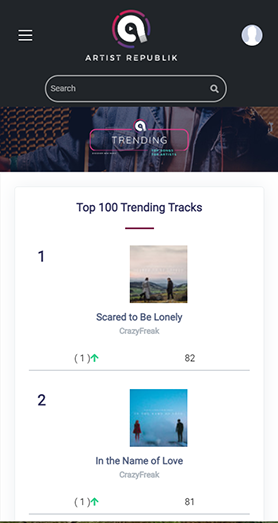 ARTIST REPUBLIK
Search
TRENDING
Top 100 Trending Tracks
1
Scared to Be Lonely
CrazyFreak
( 1 )
82
2
In the Name of Love
CrazyFreak
( 1 )
81